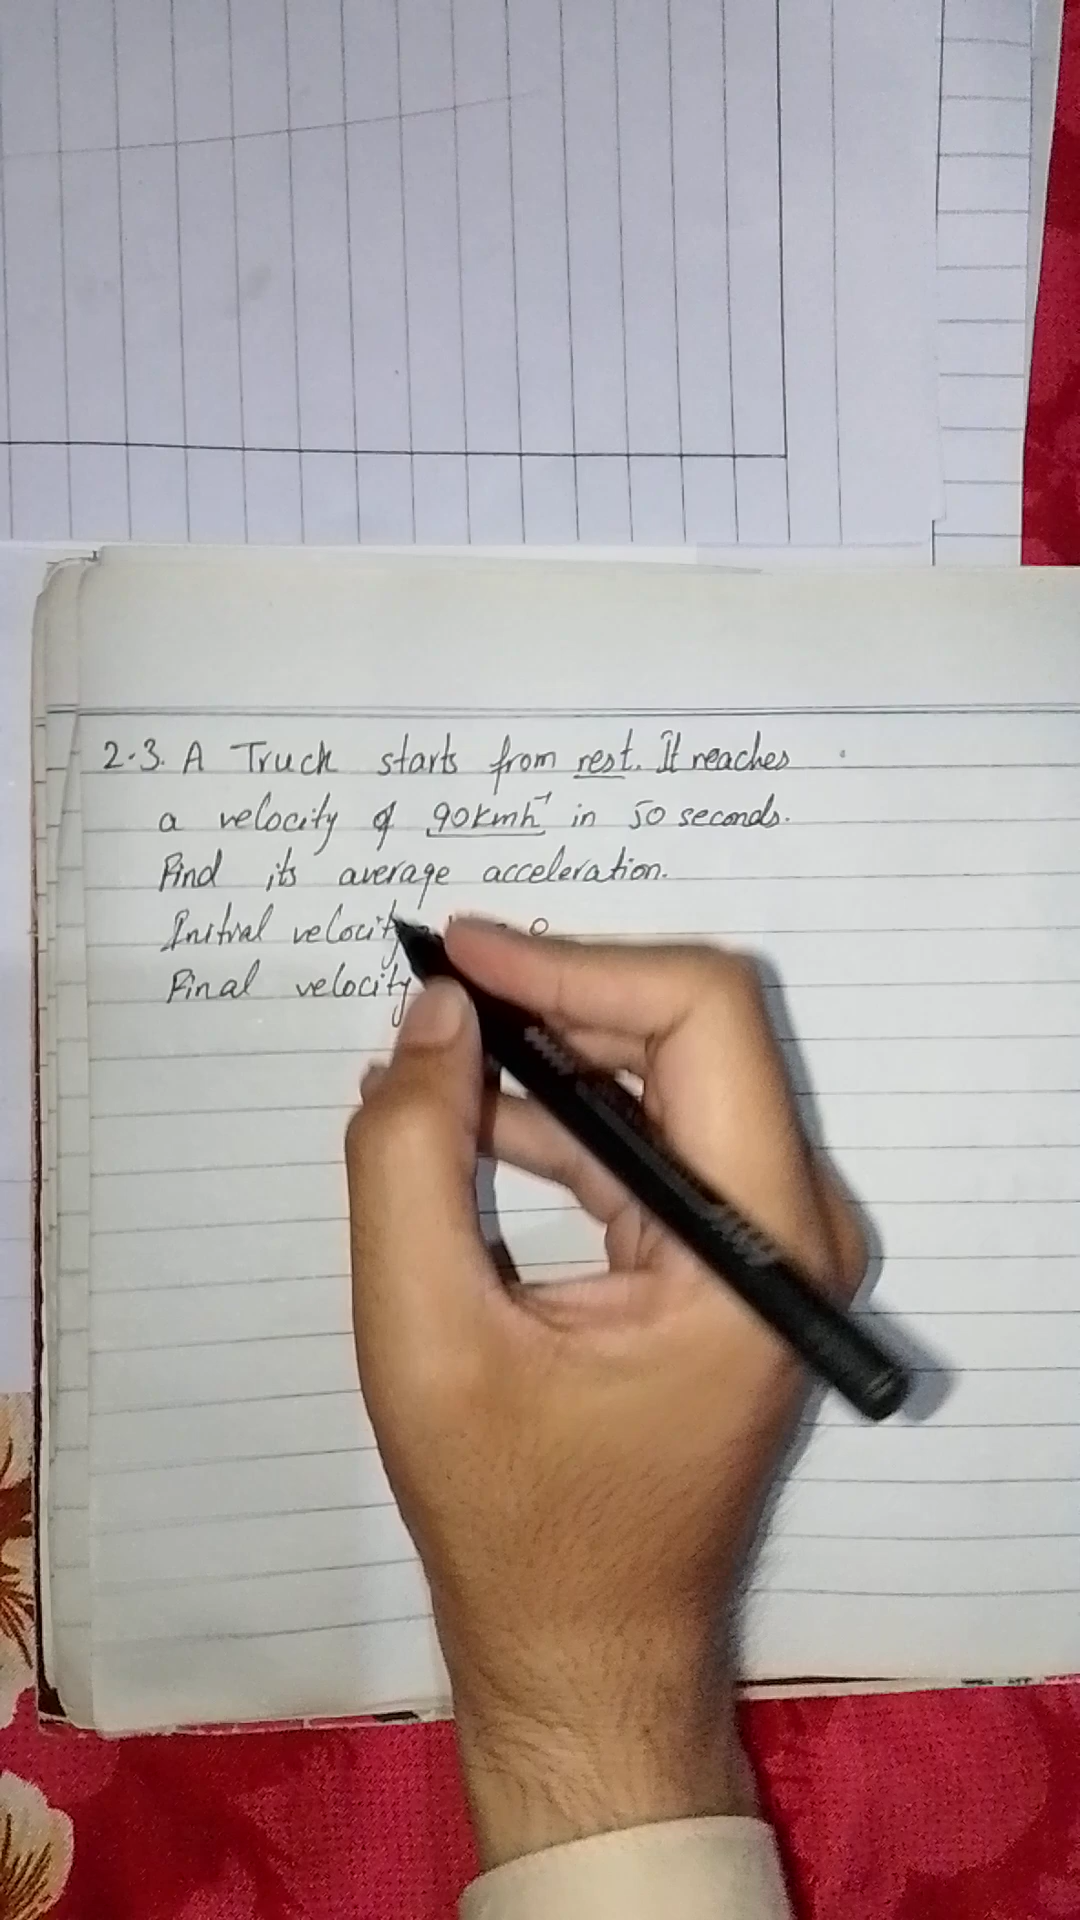 2.3. A Truck starts from rest. It reaches
a velocity of 90kmh⁻¹ in 50 seconds.
Find its average acceleration.
Initial velocity = 0
Final velocity